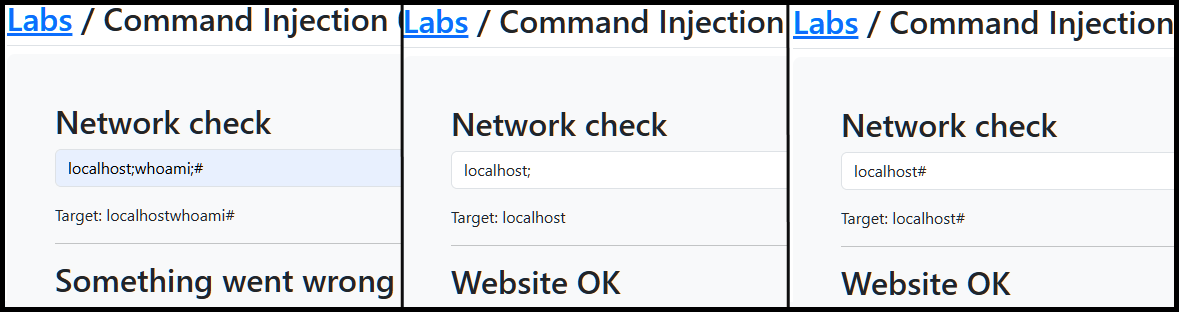 Labs / Command Injection
Network check
localhost;whoami;#
Target: localhostwhoami#
Something went wrong
Labs / Command Injection
Network check
localhost;
Target: localhost
Website OK
Labs / Command Injection
Network check
localhost#
Target: localhost#
Website OK